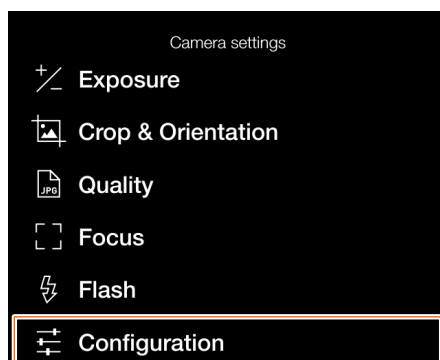 Camera settings
Exposure
Crop & Orientation
JPG Quality
Focus
Flash
Configuration